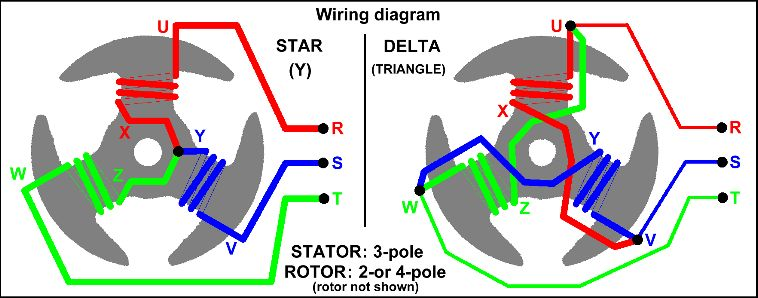 Wiring diagram
STAR
(Y)
DELTA
(TRIANGLE)
U
X
Y
Z
W
V
R
S
T
U
X
Y
Z
W
V
R
S
T
STATOR: 3-pole
ROTOR: 2-or 4-pole
(rotor not shown)